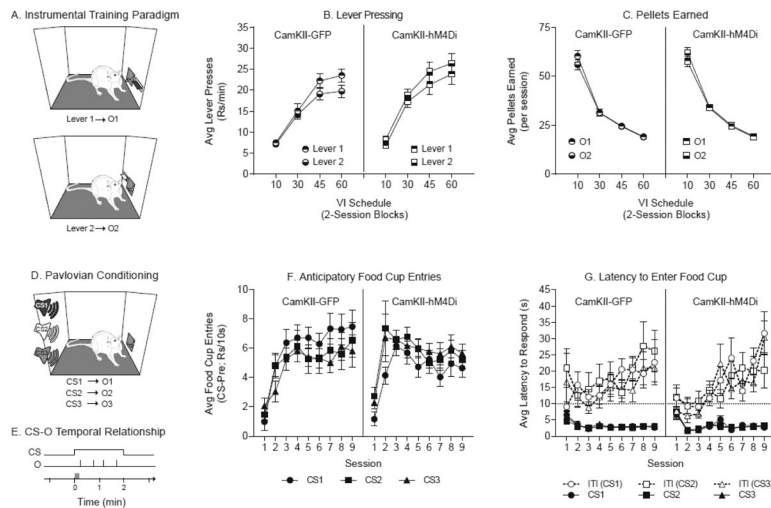 A. Instrumental Training Paradigm
Lever 1 → O1
Lever 2 → O2
B. Lever Pressing
CamKII-GFP
CamKII-hM4Di
Avg Lever Presses
(Rs/min)
35
30
25
20
15
10
5
0
Lever 1
Lever 2
Lever 1
Lever 2
10 30 45 60
10 30 45 60
VI Schedule
(2-Session Blocks)
C. Pellets Earned
CamKII-GFP
CamKII-hM4Di
Avg Pellets Earned
(per session)
75
50
25
0
O1
O2
O1
O2
10 30 45 60
10 30 45 60
VI Schedule
(2-Session Blocks)
D. Pavlovian Conditioning
CS1
CS2
CS3
CS1 → O1
CS2 → O2
CS3 → O3
E. CS-O Temporal Relationship
CS
O
0 1 2
Time (min)
F. Anticipatory Food Cup Entries
CamKII-GFP
CamKII-hM4Di
Avg Food Cup Entries
(CS-Pre; Rs/10s)
10
8
6
4
2
0
1 2 3 4 5 6 7 8 9
1 2 3 4 5 6 7 8 9
Session
CS1 CS2 CS3
G. Latency to Enter Food Cup
CamKII-GFP
CamKII-hM4Di
Avg Latency to Respond (s)
45
40
35
30
25
20
15
10
5
0
1 2 3 4 5 6 7 8 9
1 2 3 4 5 6 7 8 9
Session
ITI (CS1) ITI (CS2) ITI (CS3
CS1 CS2 CS3